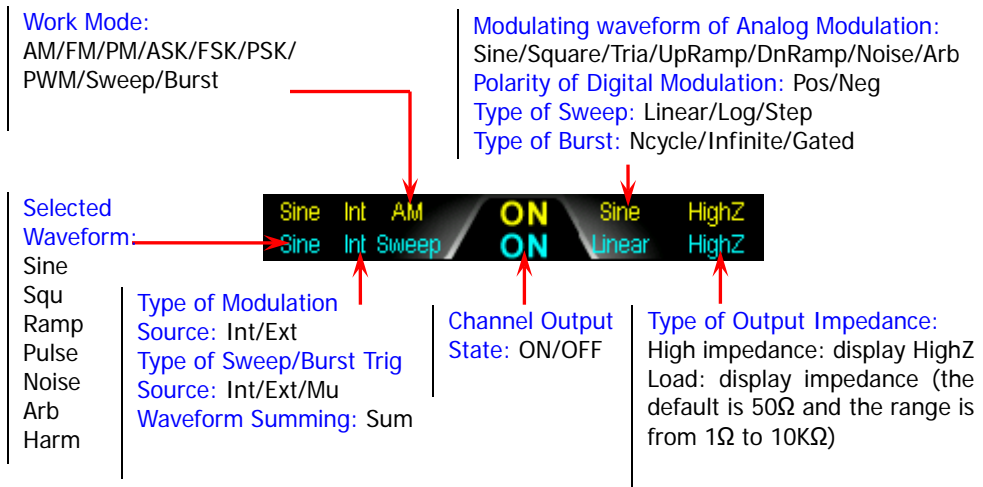 Work Mode:
AM/FM/PM/ASK/FSK/PSK/
PWM/Sweep/Burst
Modulating waveform of Analog Modulation:
Sine/Square/Tria/UpRamp/DnRamp/Noise/Arb
Polarity of Digital Modulation: Pos/Neg
Type of Sweep: Linear/Log/Step
Type of Burst: Ncycle/Infinite/Gated
Selected
Waveform:
Sine
Squ
Ramp
Pulse
Noise
Arb
Harm
Sine Int AM ON Sine HighZ
Sine Int Sweep ON Linear HighZ
Type of Modulation
Source: Int/Ext
Type of Sweep/Burst Trig
Source: Int/Ext/Mu
Waveform Summing: Sum
Channel Output
State: ON/OFF
Type of Output Impedance:
High impedance: display HighZ
Load: display impedance (the
default is 50Ω and the range is
from 1Ω to 10KΩ)